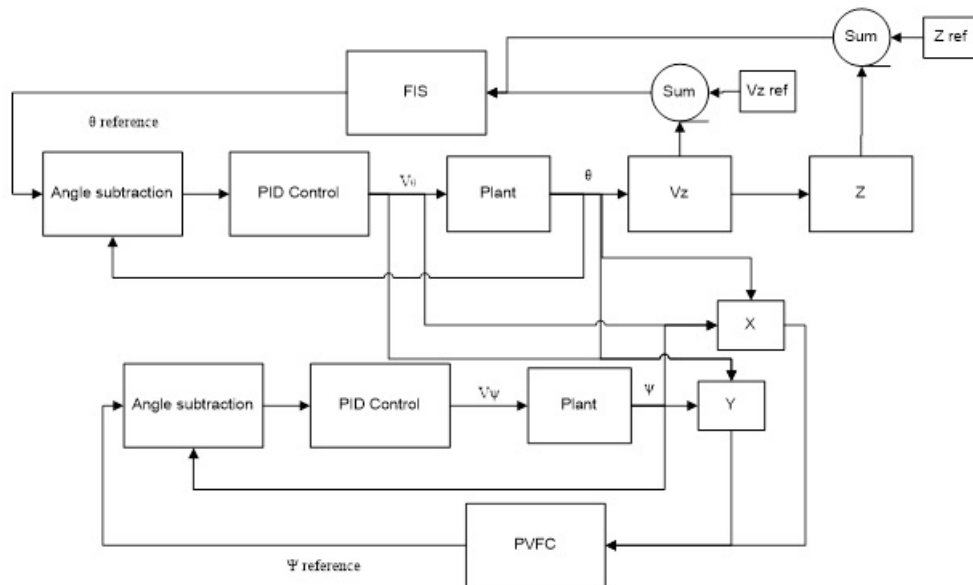 Sum
Z ref
FIS
Sum
Vz ref
θ reference
Angle subtraction
PID Control
Vθ
Plant
θ
Vz
Z
X
Angle subtraction
PID Control
Vψ
Plant
Ψ
Y
PVFC
Ψ reference